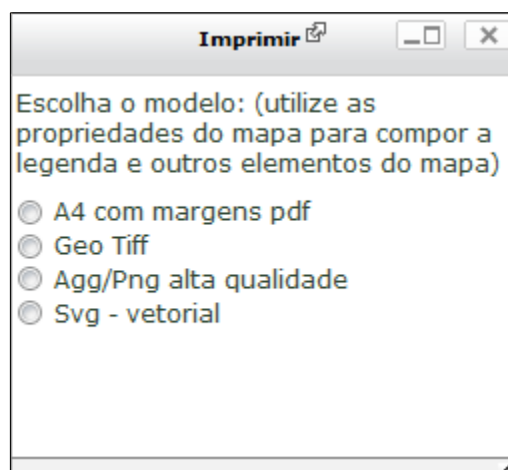 Imprimir
Escolha o modelo: (utilize as
propriedades do mapa para compor a
legenda e outros elementos do mapa)
A4 com margens pdf
Geo Tiff
Agg/Png alta qualidade
Svg - vetorial